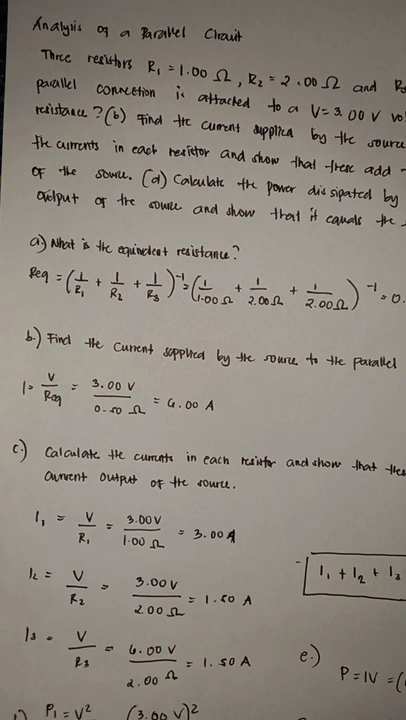 Analysis of a Parallel Circuit
Three resistors R₁ = 1.00 Ω, R₂ = 2.00 Ω and R₃
parallel connection is attached to a V = 3.00 V vo
resistance? (b) Find the current supplied by the source
the currents in each resistor and show that these add
of the source. (d) Calculate the power dissipated by
output of the source and show that it equals the
a.) What is the equivalent resistance?
Req = (1/R₁ + 1/R₂ + 1/R₃)⁻¹ = (1/1.00 Ω + 1/2.00 Ω + 1/2.00 Ω)⁻¹ = 0.
b.) Find the current supplied by the source to the parallel
I = V/Req = 3.00 V/0.50 Ω = 6.00 A
c.) Calculate the currents in each resistor and show that thes
current output of the source.
I₁ = V/R₁ = 3.00 V/1.00 Ω = 3.00 A
I₂ = V/R₂ = 3.00 V/2.00 Ω = 1.50 A
I₁ + I₂ + I₃
I₃ = V/R₃ = 6.00 V/2.00 Ω = 1.50 A
e.)
P = IV = (
P₁ = V² (3.00 V)²